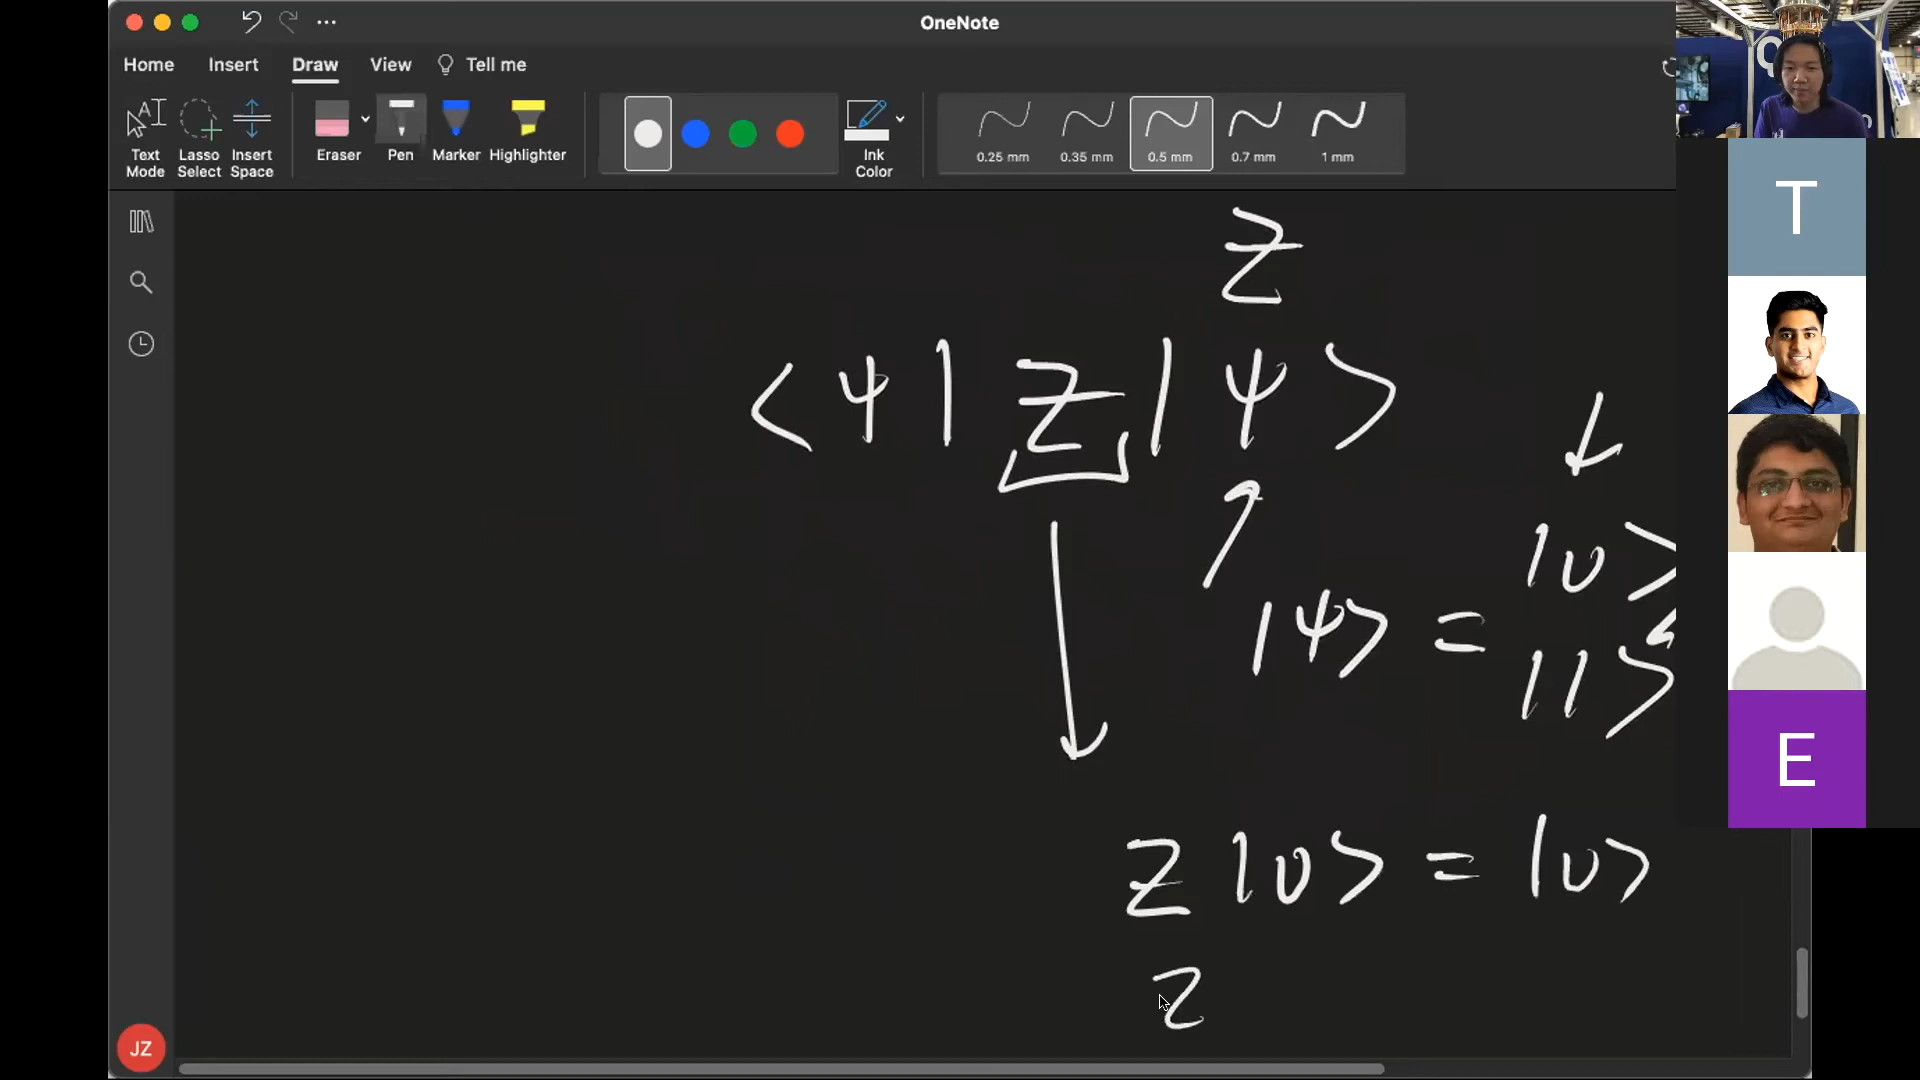 OneNote
Home Insert Draw View Tell me
Text Mode
Lasso Select
Insert Space
Eraser
Pen
Marker
Highlighter
Ink Color
0.25 mm
0.35 mm
0.5 mm
0.7 mm
1 mm
T
Z
<ψ| Z |ψ>
|0>
|ψ> =
|1>
E
Z |0> = |0>
Z
JZ